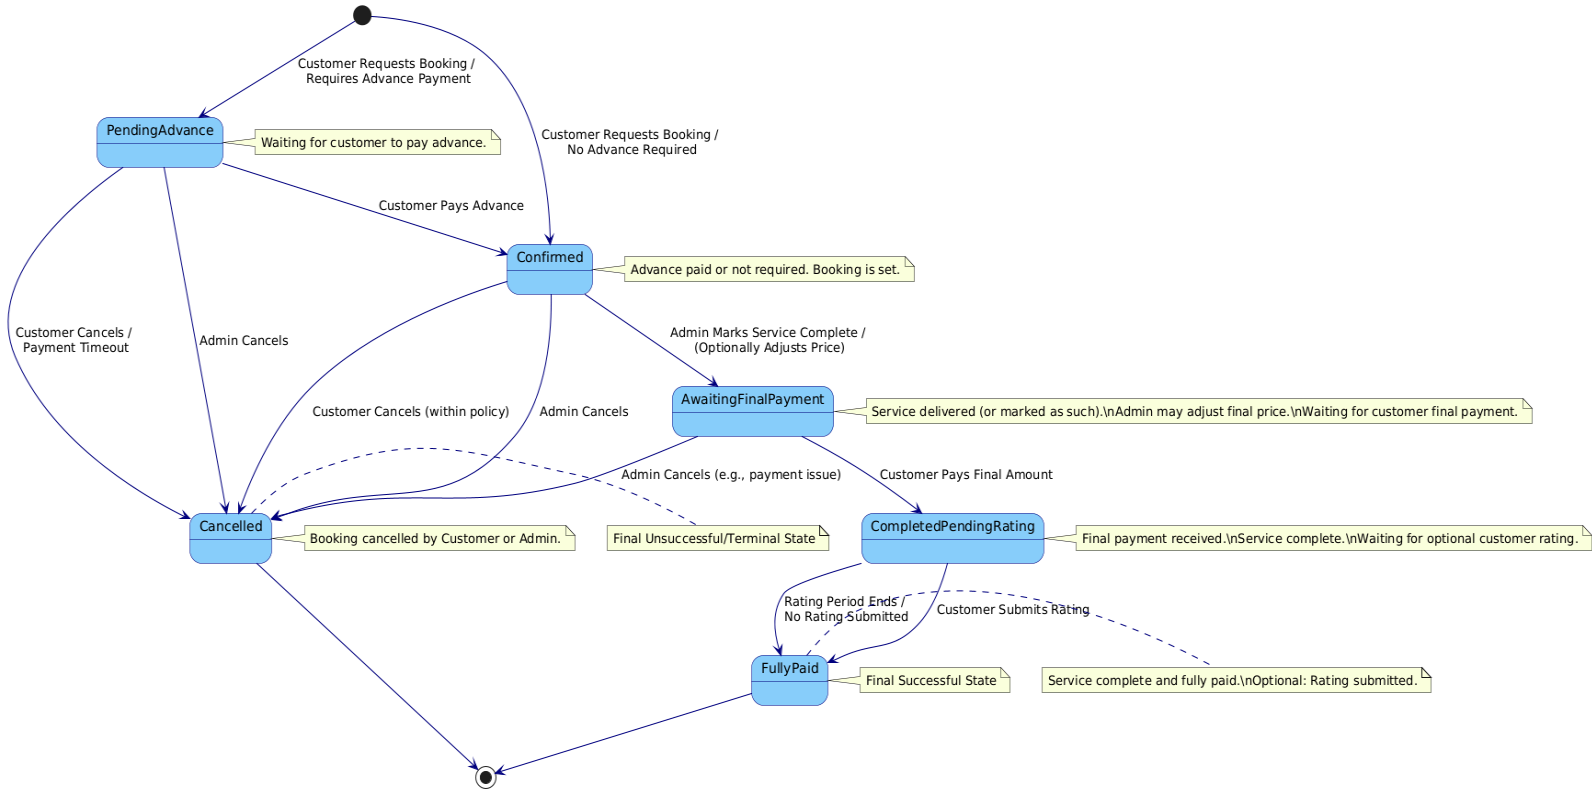 Customer Requests Booking /
Requires Advance Payment
PendingAdvance
Waiting for customer to pay advance.
Customer Requests Booking /
No Advance Required
Customer Pays Advance
Confirmed
Advance paid or not required. Booking is set.
Customer Cancels /
Payment Timeout
Admin Cancels
Admin Marks Service Complete /
(Optionally Adjusts Price)
Customer Cancels (within policy)
Admin Cancels
AwaitingFinalPayment
Service delivered (or marked as such).\nAdmin may adjust final price.\nWaiting for customer final payment.
Admin Cancels (e.g., payment issue)
Customer Pays Final Amount
Cancelled
Booking cancelled by Customer or Admin.
Final Unsuccessful/Terminal State
CompletedPendingRating
Final payment received.\nService complete.\nWaiting for optional customer rating.
Rating Period Ends /
No Rating Submitted
Customer Submits Rating
FullyPaid
Final Successful State
Service complete and fully paid.\nOptional: Rating submitted.